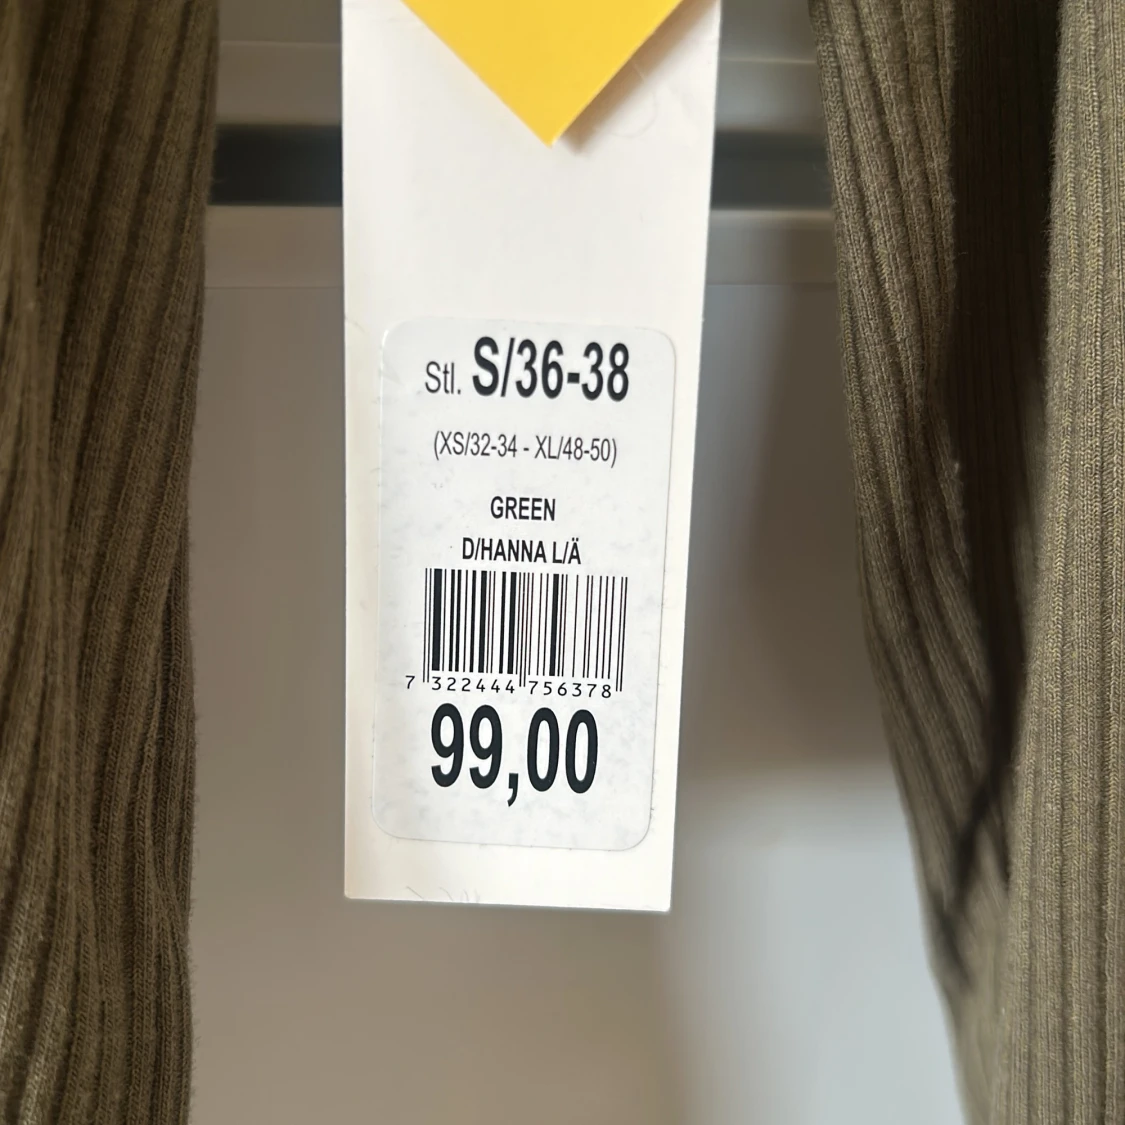 Stl. S/36-38
(XS/32-34 - XL/48-50)
GREEN
D/HANNA L/Ä
7 322444 756378
99,00